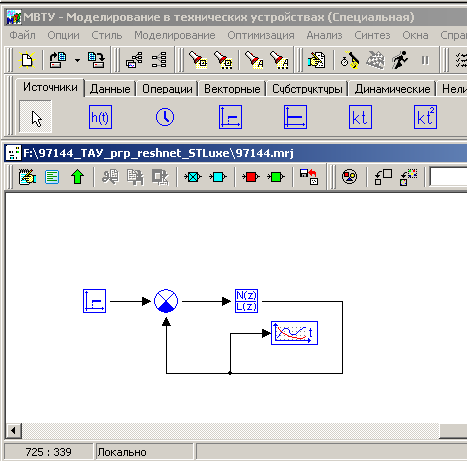 МВТУ - Моделирование в технических устройствах (Специальная)
Файл Опции Стиль Моделирование Оптимизация Анализ Синтез Окна Спра
Источники Данные Операции Векторные Субструктуры Динамические Нели
h(t) kt kt²
F:\97144_ТАУ_prp_reshnet_STLuxe\97144.mrj
N(z)
L(z)
t
725 : 339 Локально